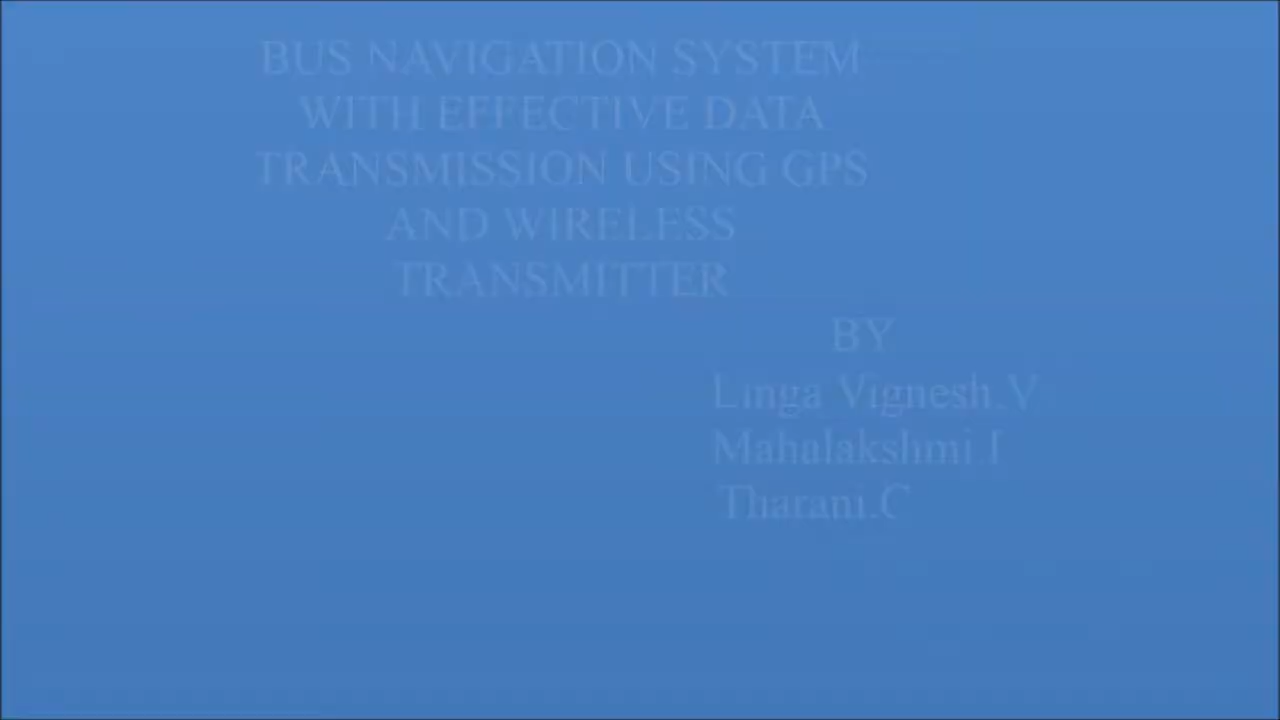 BUS NAVIGATION SYSTEM
WITH EFFECTIVE DATA
TRANSMISSION USING GPS
AND WIRELESS
TRANSMITTER
BY
Linga Vignesh.V
Mahalakshmi
Tharani.C